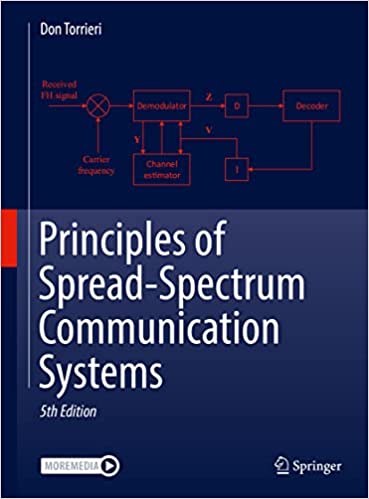 Don Torrieri
Received
FH signal
Demodulator
Z
D
Decoder
Y
V
Carrier
frequency
Channel
estimator
I
Principles of
Spread-Spectrum
Communication
Systems
5th Edition
MOREMEDIA
Springer